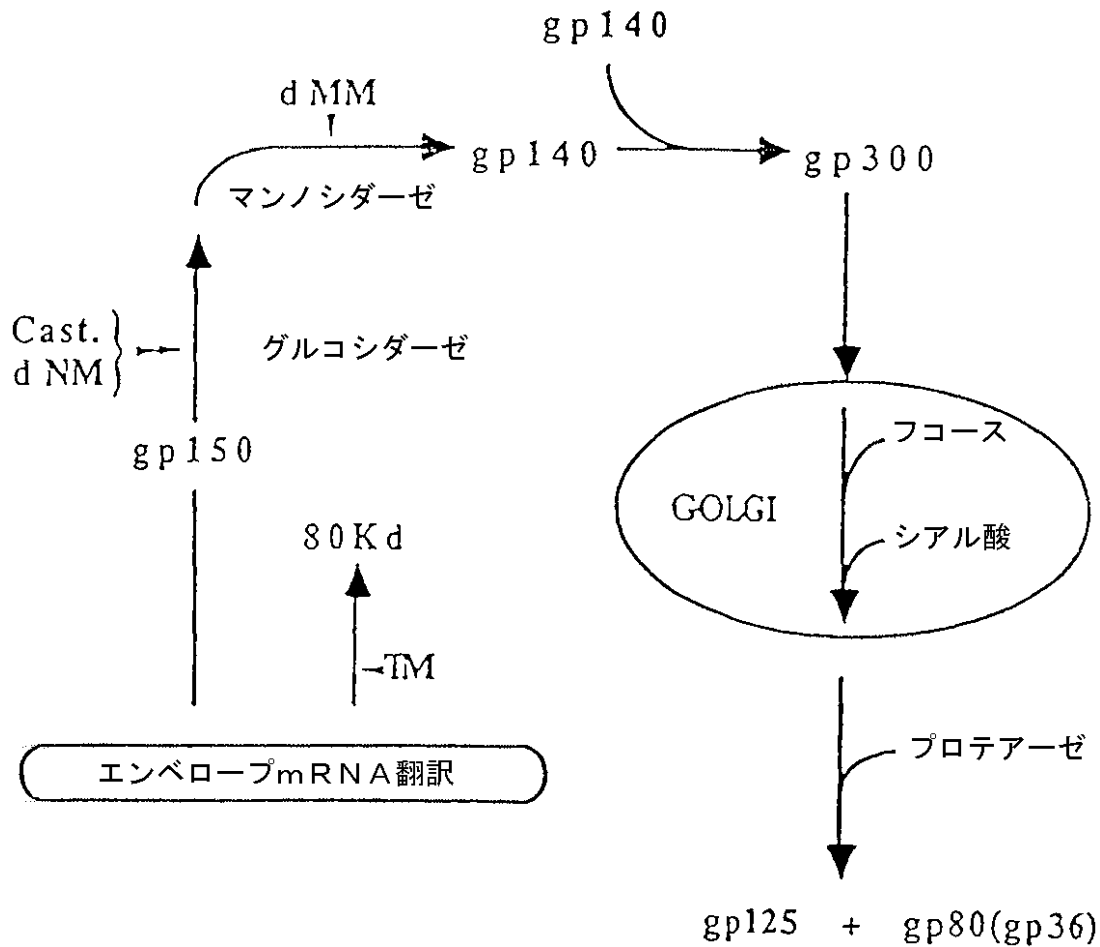 gp140
dMM
gp140
gp300
マンノシダーゼ
Cast.
dNM
グルコシダーゼ
gp150
フコース
GOLGI
シアル酸
80Kd
TM
エンベロープmRNA翻訳
プロテアーゼ
gp125 + gp80(gp36)